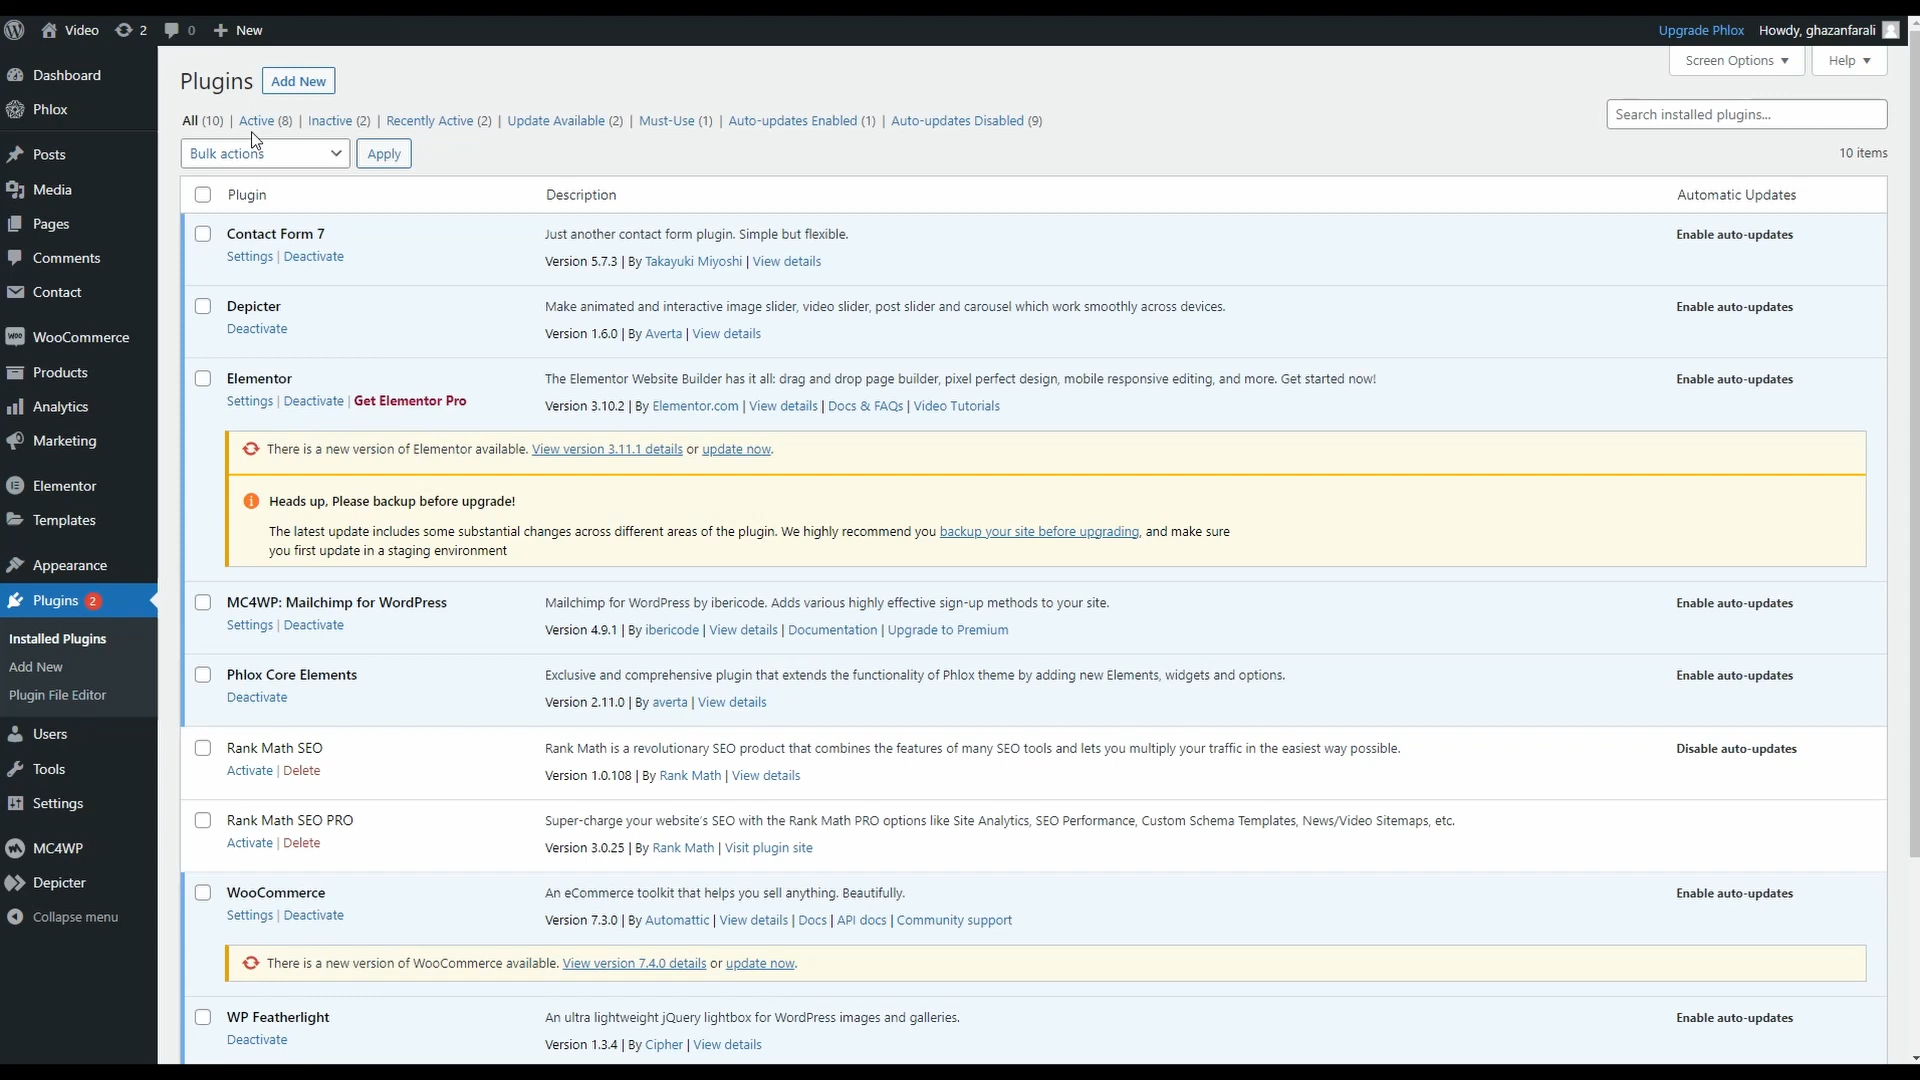 Video 2 0 New Upgrade Phlox Howdy, ghazanfarali
Screen Options Help
Dashboard
Phlox
Posts
Media
Pages
Comments
Contact
WooCommerce
Products
Analytics
Marketing
Elementor
Templates
Appearance
Plugins 2
Installed Plugins
Add New
Plugin File Editor
Users
Tools
Settings
MC4WP
Depicter
Collapse menu
Plugins Add New
All (10) | Active (8) | Inactive (2) | Recently Active (2) | Update Available (2) | Must-Use (1) | Auto-updates Enabled (1) | Auto-updates Disabled (9)
Search installed plugins...
Bulk actions Apply
10 items
Plugin Description Automatic Updates
Contact Form 7 Just another contact form plugin. Simple but flexible. Enable auto-updates
Settings | Deactivate Version 5.7.3 | By Takayuki Miyoshi | View details
Depicter Make animated and interactive image slider, video slider, post slider and carousel which work smoothly across devices. Enable auto-updates
Deactivate Version 1.6.0 | By Averta | View details
Elementor The Elementor Website Builder has it all: drag and drop page builder, pixel perfect design, mobile responsive editing, and more. Get started now! Enable auto-updates
Settings | Deactivate | Get Elementor Pro Version 3.10.2 | By Elementor.com | View details | Docs & FAQs | Video Tutorials
There is a new version of Elementor available. View version 3.11.1 details or update now.
Heads up, Please backup before upgrade!
The latest update includes some substantial changes across different areas of the plugin. We highly recommend you backup your site before upgrading, and make sure
you first update in a staging environment
MC4WP: Mailchimp for WordPress Mailchimp for WordPress by ibericode. Adds various highly effective sign-up methods to your site. Enable auto-updates
Settings | Deactivate Version 4.9.1 | By ibericode | View details | Documentation | Upgrade to Premium
Phlox Core Elements Exclusive and comprehensive plugin that extends the functionality of Phlox theme by adding new Elements, widgets and options. Enable auto-updates
Deactivate Version 2.11.0 | By averta | View details
Rank Math SEO Rank Math is a revolutionary SEO product that combines the features of many SEO tools and lets you multiply your traffic in the easiest way possible. Disable auto-updates
Activate | Delete Version 1.0.108 | By Rank Math | View details
Rank Math SEO PRO Super-charge your website's SEO with the Rank Math PRO options like Site Analytics, SEO Performance, Custom Schema Templates, News/Video Sitemaps, etc.
Activate | Delete Version 3.0.25 | By Rank Math | Visit plugin site
WooCommerce An eCommerce toolkit that helps you sell anything. Beautifully. Enable auto-updates
Settings | Deactivate Version 7.3.0 | By Automattic | View details | Docs | API docs | Community support
There is a new version of WooCommerce available. View version 7.4.0 details or update now.
WP Featherlight An ultra lightweight jQuery lightbox for WordPress images and galleries. Enable auto-updates
Deactivate Version 1.3.4 | By Cipher | View details